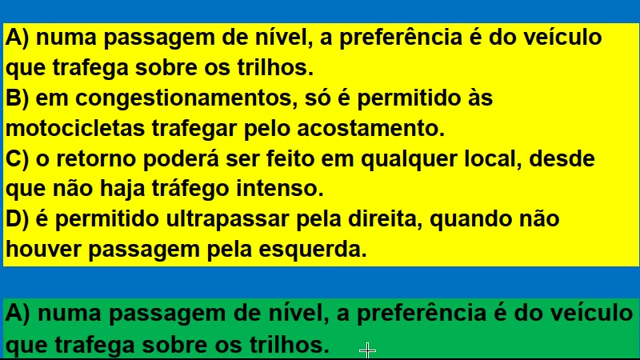 A) numa passagem de nível, a preferência é do veículo
que trafega sobre os trilhos.
B) em congestionamentos, só é permitido às
motocicletas trafegar pelo acostamento.
C) o retorno poderá ser feito em qualquer local, desde
que não haja tráfego intenso.
D) é permitido ultrapassar pela direita, quando não
houver passagem pela esquerda.
A) numa passagem de nível, a preferência é do veículo
que trafega sobre os trilhos.